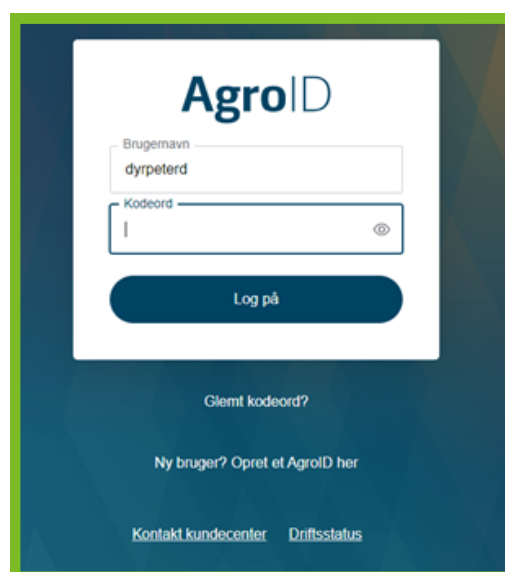 AgroID
Brugernavn
dyrpeterd
Kodeord
Log på
Glemt kodeord?
Ny bruger? Opret et AgroID her
Kontakt kundecenter Driftsstatus